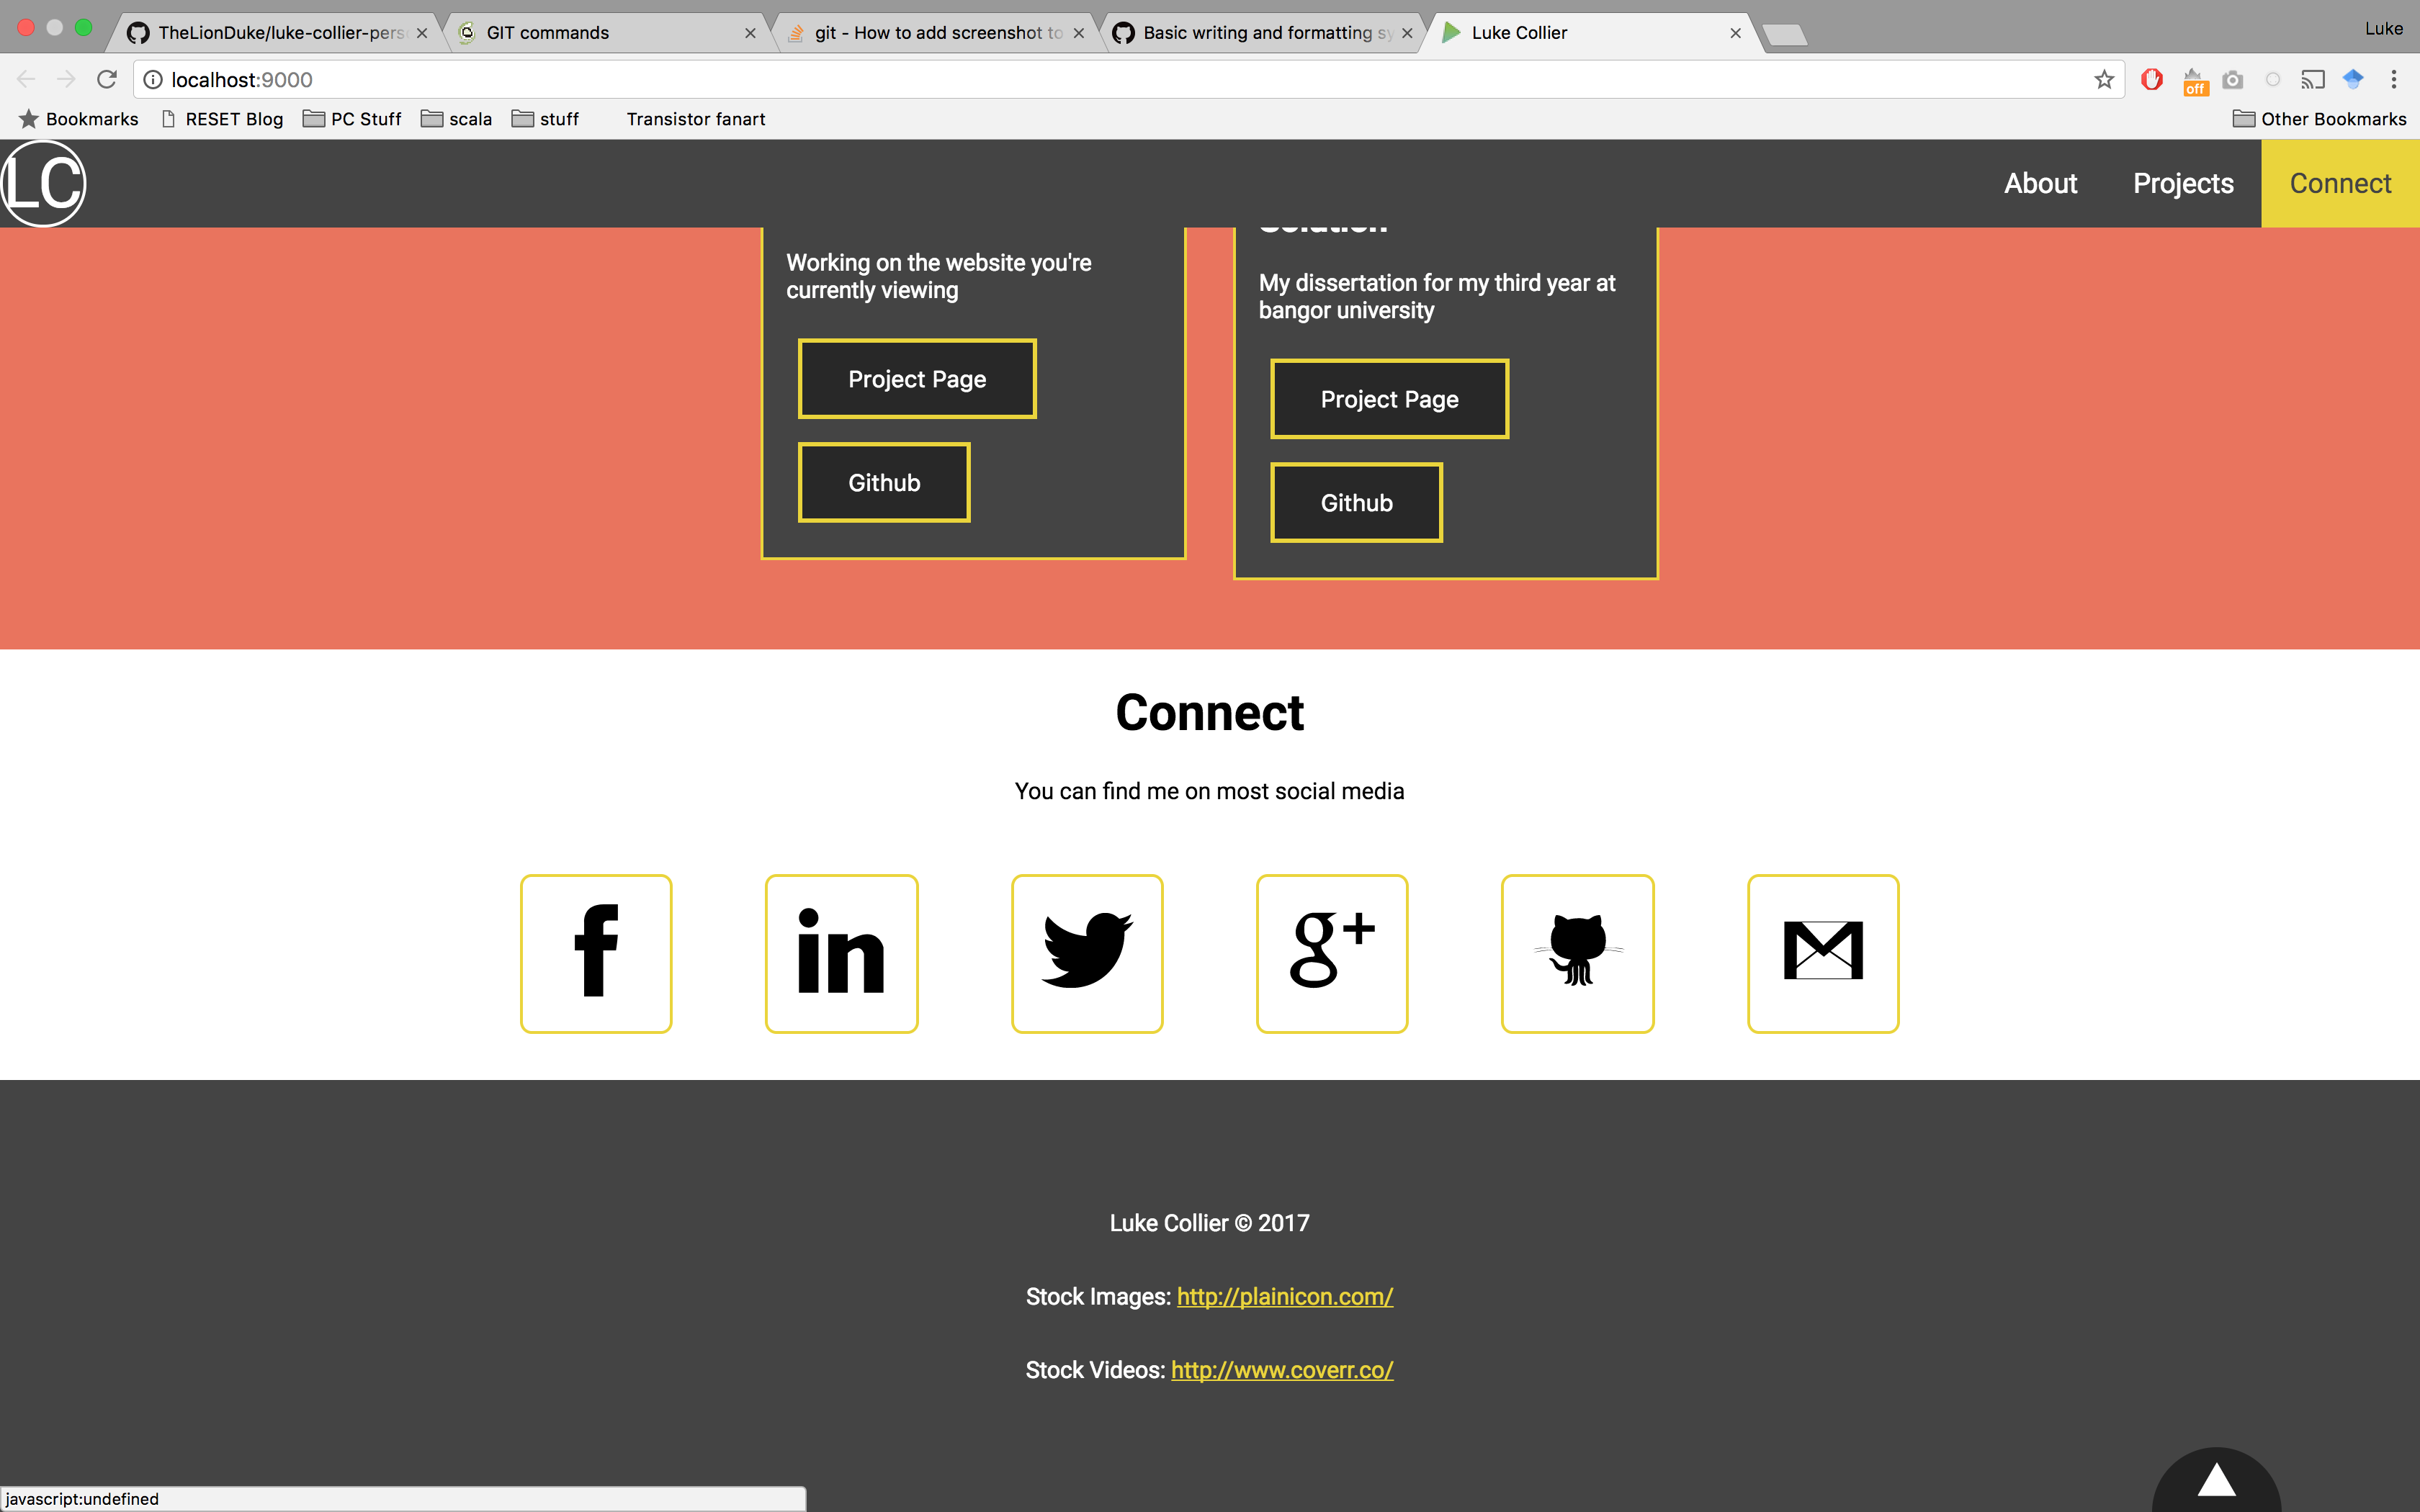 TheLionDuke/luke-collier-pers
GIT commands
git - How to add screenshot to
Basic writing and formatting sy
Luke Collier
Luke
localhost:9000
off
Bookmarks
RESET Blog
PC Stuff
scala
stuff
Transistor fanart
Other Bookmarks
LC
About
Projects
Connect
Solution
Working on the website you're
currently viewing
Project Page
Github
My dissertation for my third year at
bangor university
Project Page
Github
Connect
You can find me on most social media
f
in
g+
Luke Collier © 2017
Stock Images: http://plainicon.com/
Stock Videos: http://www.coverr.co/
javascript:undefined